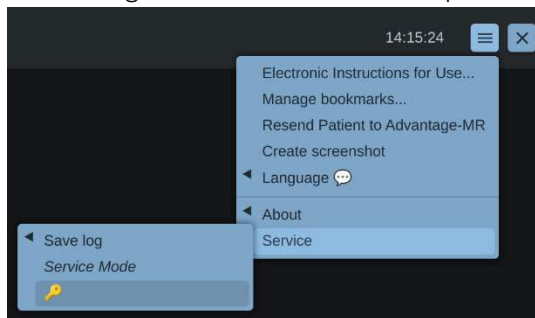 14:15:24
Electronic Instructions for Use...
Manage bookmarks...
Resend Patient to Advantage-MR
Create screenshot
Language 💬
About
Service
Save log
Service Mode
🔑